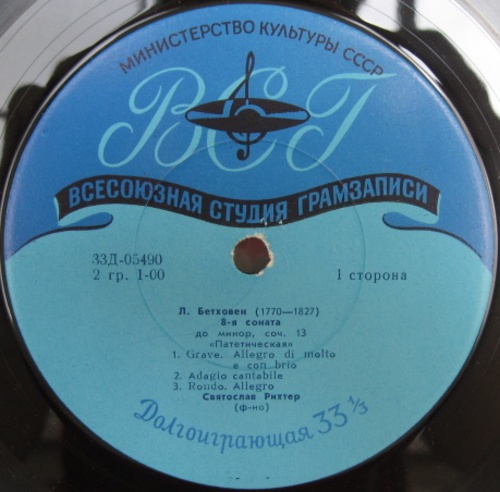 МИНИСТЕРСТВО КУЛЬТУРЫ СССР
ВСГ
ВСЕСОЮЗНАЯ СТУДИЯ ГРАМЗАПИСИ
33Д-05490
2 гр. 1-00
1 сторона
Л. Бетховен (1770—1827)
8-я соната
до минор, соч. 13
«Патетическая»
1. Grave. Allegro di molto
e con brio
2. Adagio cantabile
3. Rondo. Allegro
Святослав Рихтер
(ф-но)
Долгоиграющая 33 1/3